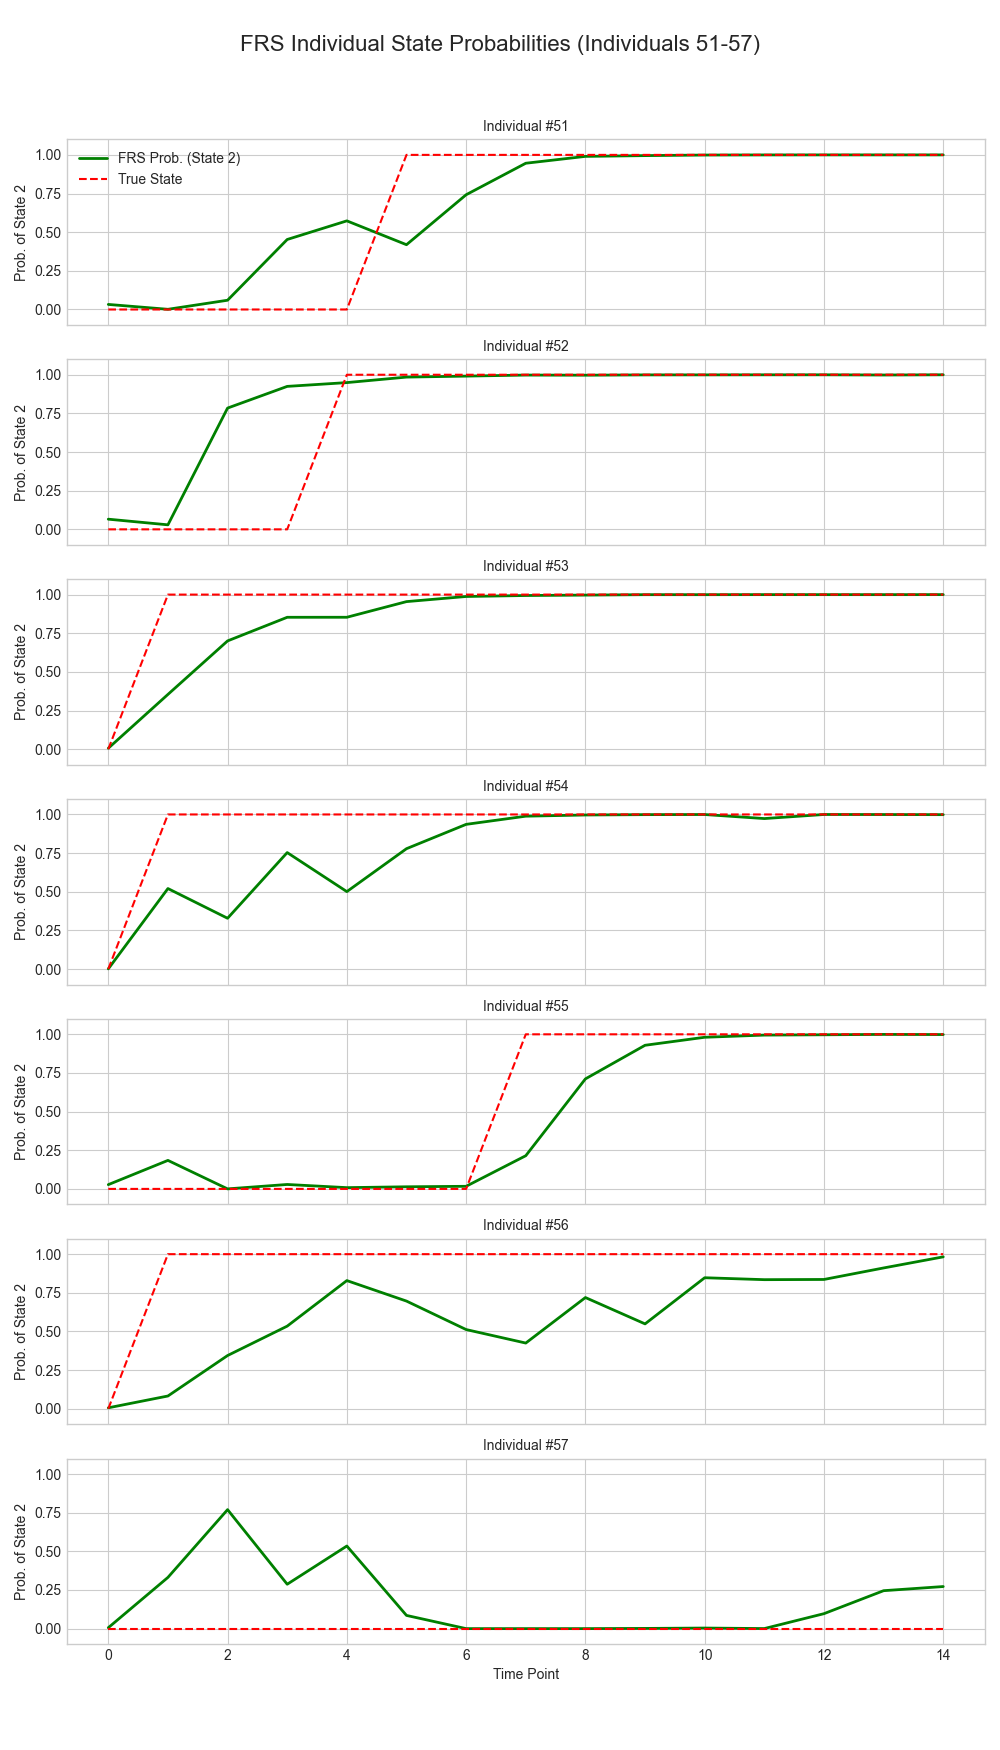 FRS Individual State Probabilities (Individuals 51-57)
Individual #51
FRS Prob. (State 2)
True State
Prob. of State 2
1.00
0.75
0.50
0.25
0.00
Individual #52
Prob. of State 2
1.00
0.75
0.50
0.25
0.00
Individual #53
Prob. of State 2
1.00
0.75
0.50
0.25
0.00
Individual #54
Prob. of State 2
1.00
0.75
0.50
0.25
0.00
Individual #55
Prob. of State 2
1.00
0.75
0.50
0.25
0.00
Individual #56
Prob. of State 2
1.00
0.75
0.50
0.25
0.00
Individual #57
Prob. of State 2
1.00
0.75
0.50
0.25
0.00
0 2 4 6 8 10 12 14
Time Point